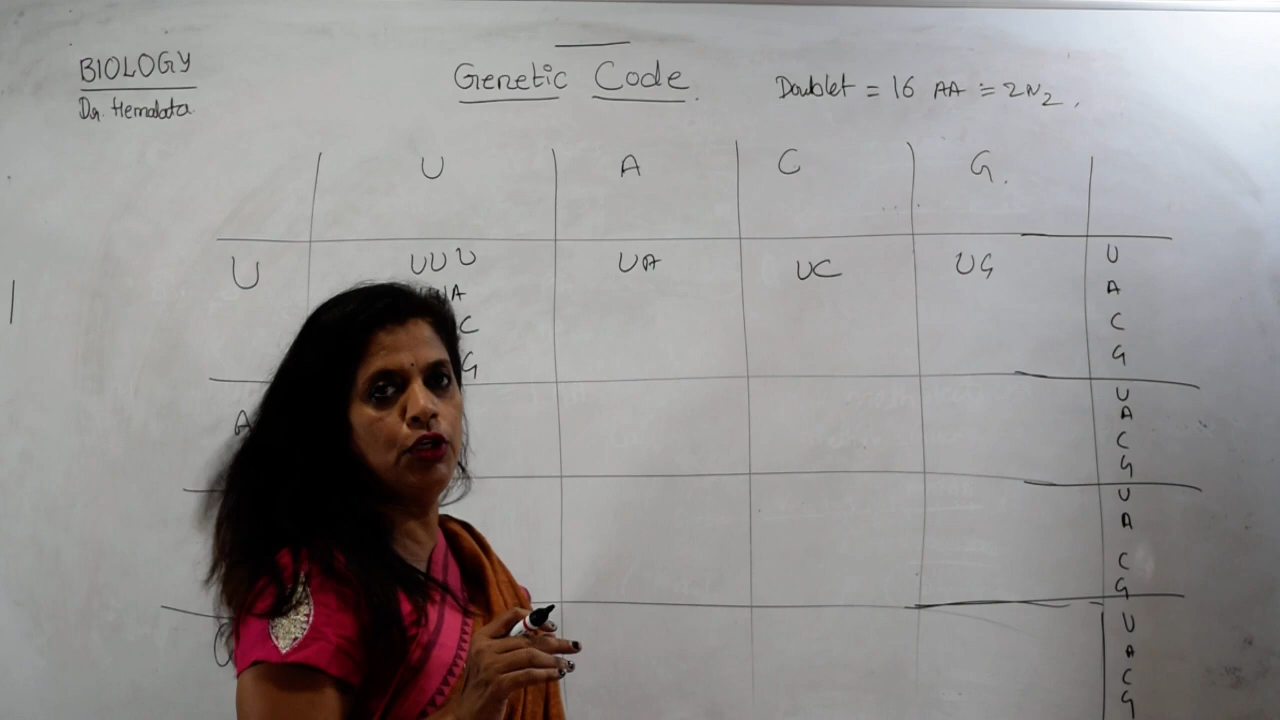 BIOLOGY
Dr. Hemalata
Genetic Code.
Doublet = 16 AA = 2N2.
U A C G.
U UUU UA UC UG U
A A
C C
G G
A U
A
C
G
U
A
C
G
U
A
C
G